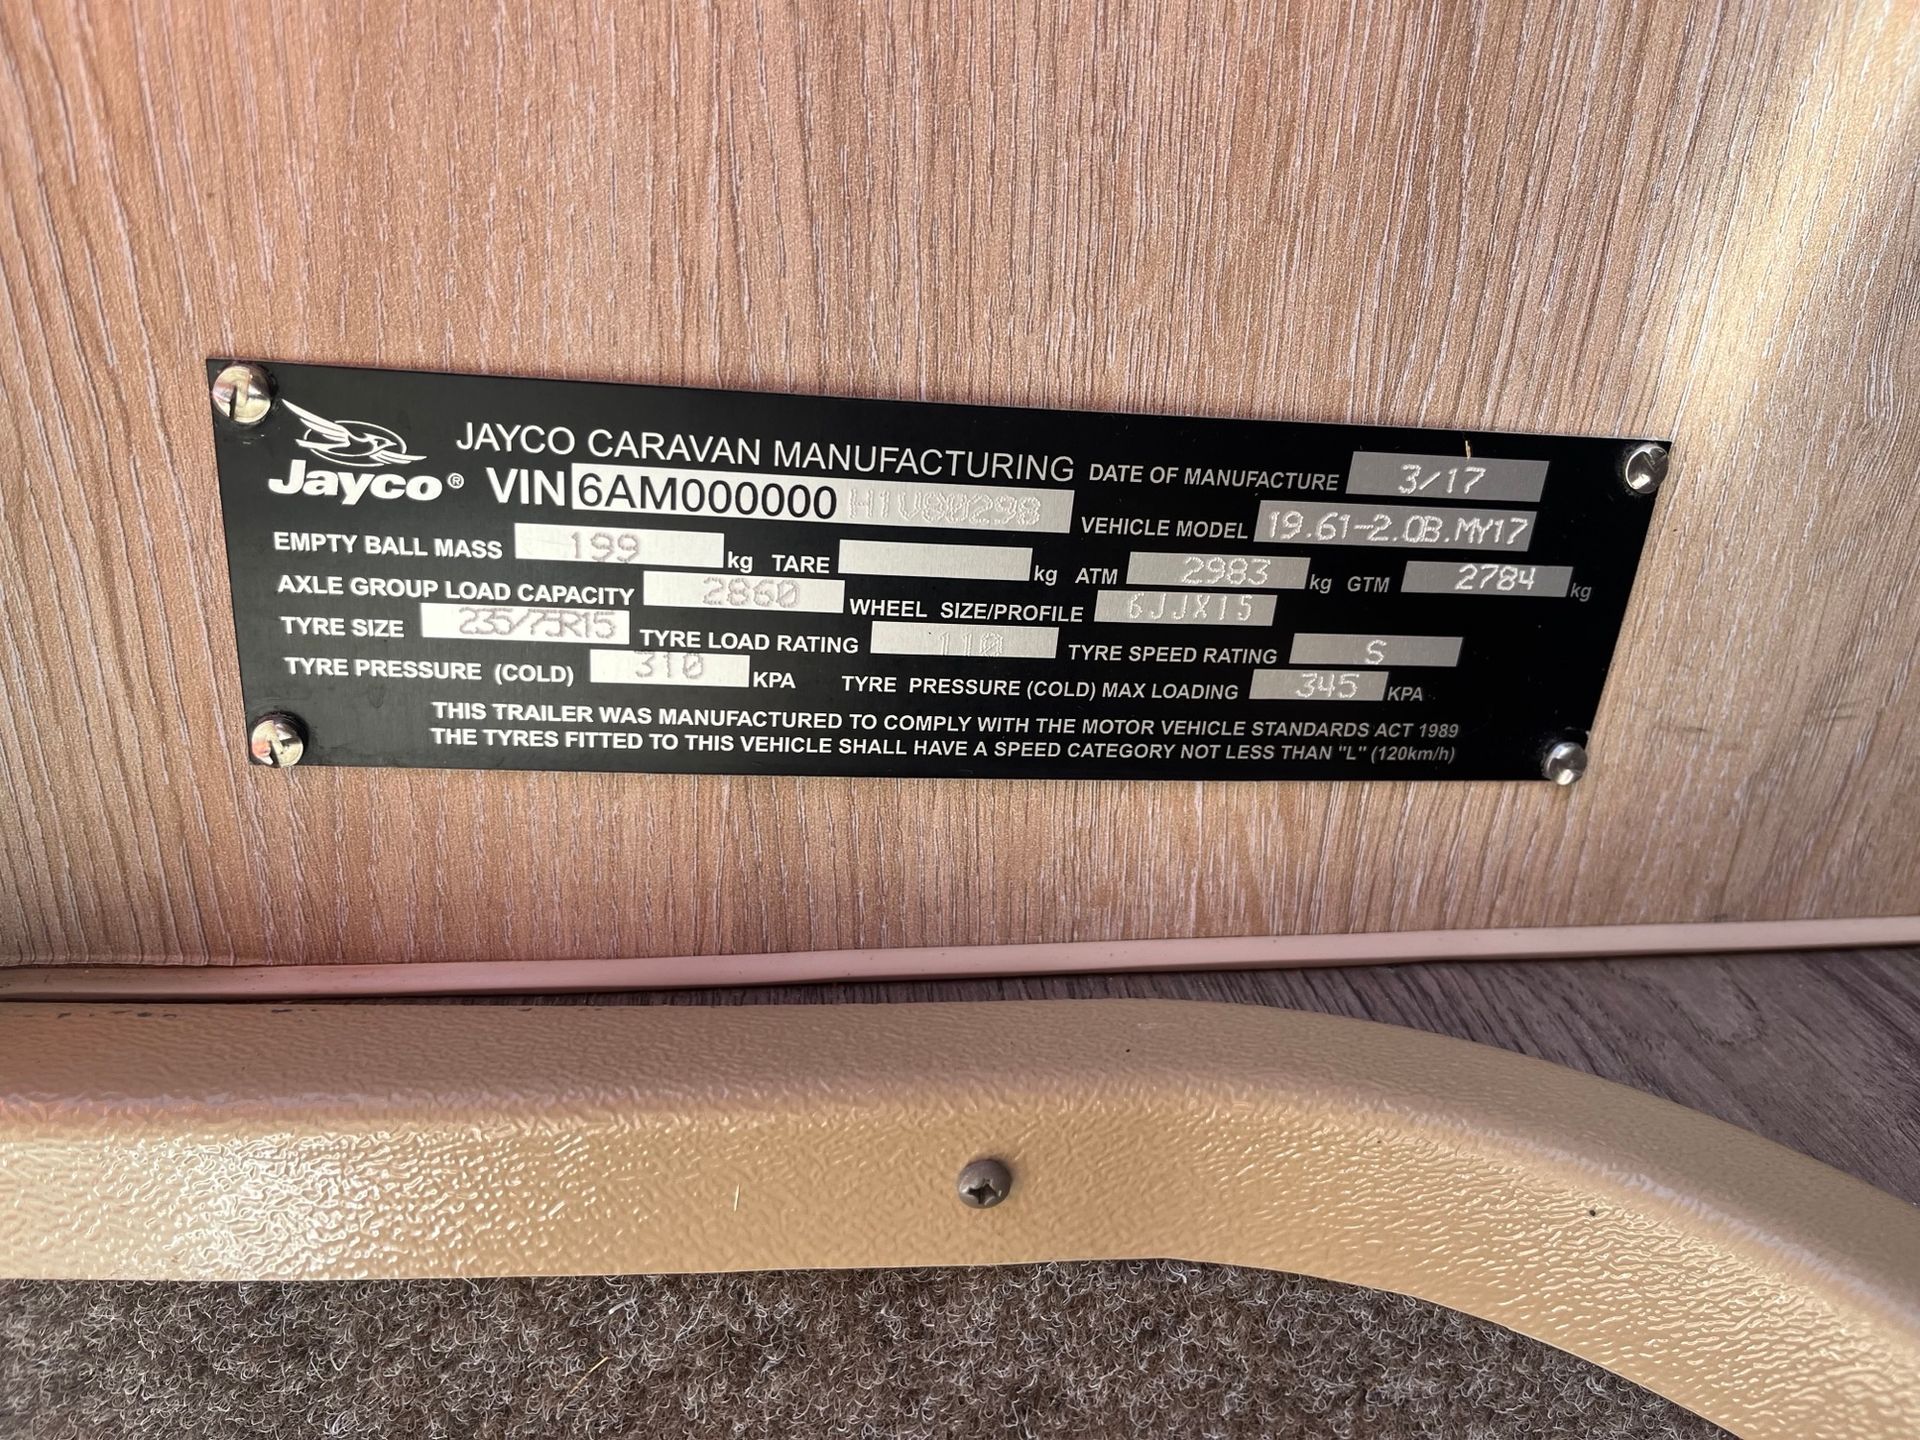 JAYCO CARAVAN MANUFACTURING DATE OF MANUFACTURE 3/17
Jayco® VIN 6AM000000 H1V80298 VEHICLE MODEL 19.61-2.OB.MY17
EMPTY BALL MASS 199 kg TARE kg ATM 2983 kg GTM 2784 kg
AXLE GROUP LOAD CAPACITY 2860 WHEEL SIZE/PROFILE 6JJX15
TYRE SIZE 235/75R15 TYRE LOAD RATING 110 TYRE SPEED RATING S
TYRE PRESSURE (COLD) 310 KPA TYRE PRESSURE (COLD) MAX LOADING 345 KPA
THIS TRAILER WAS MANUFACTURED TO COMPLY WITH THE MOTOR VEHICLE STANDARDS ACT 1989
THE TYRES FITTED TO THIS VEHICLE SHALL HAVE A SPEED CATEGORY NOT LESS THAN "L" (120km/h)